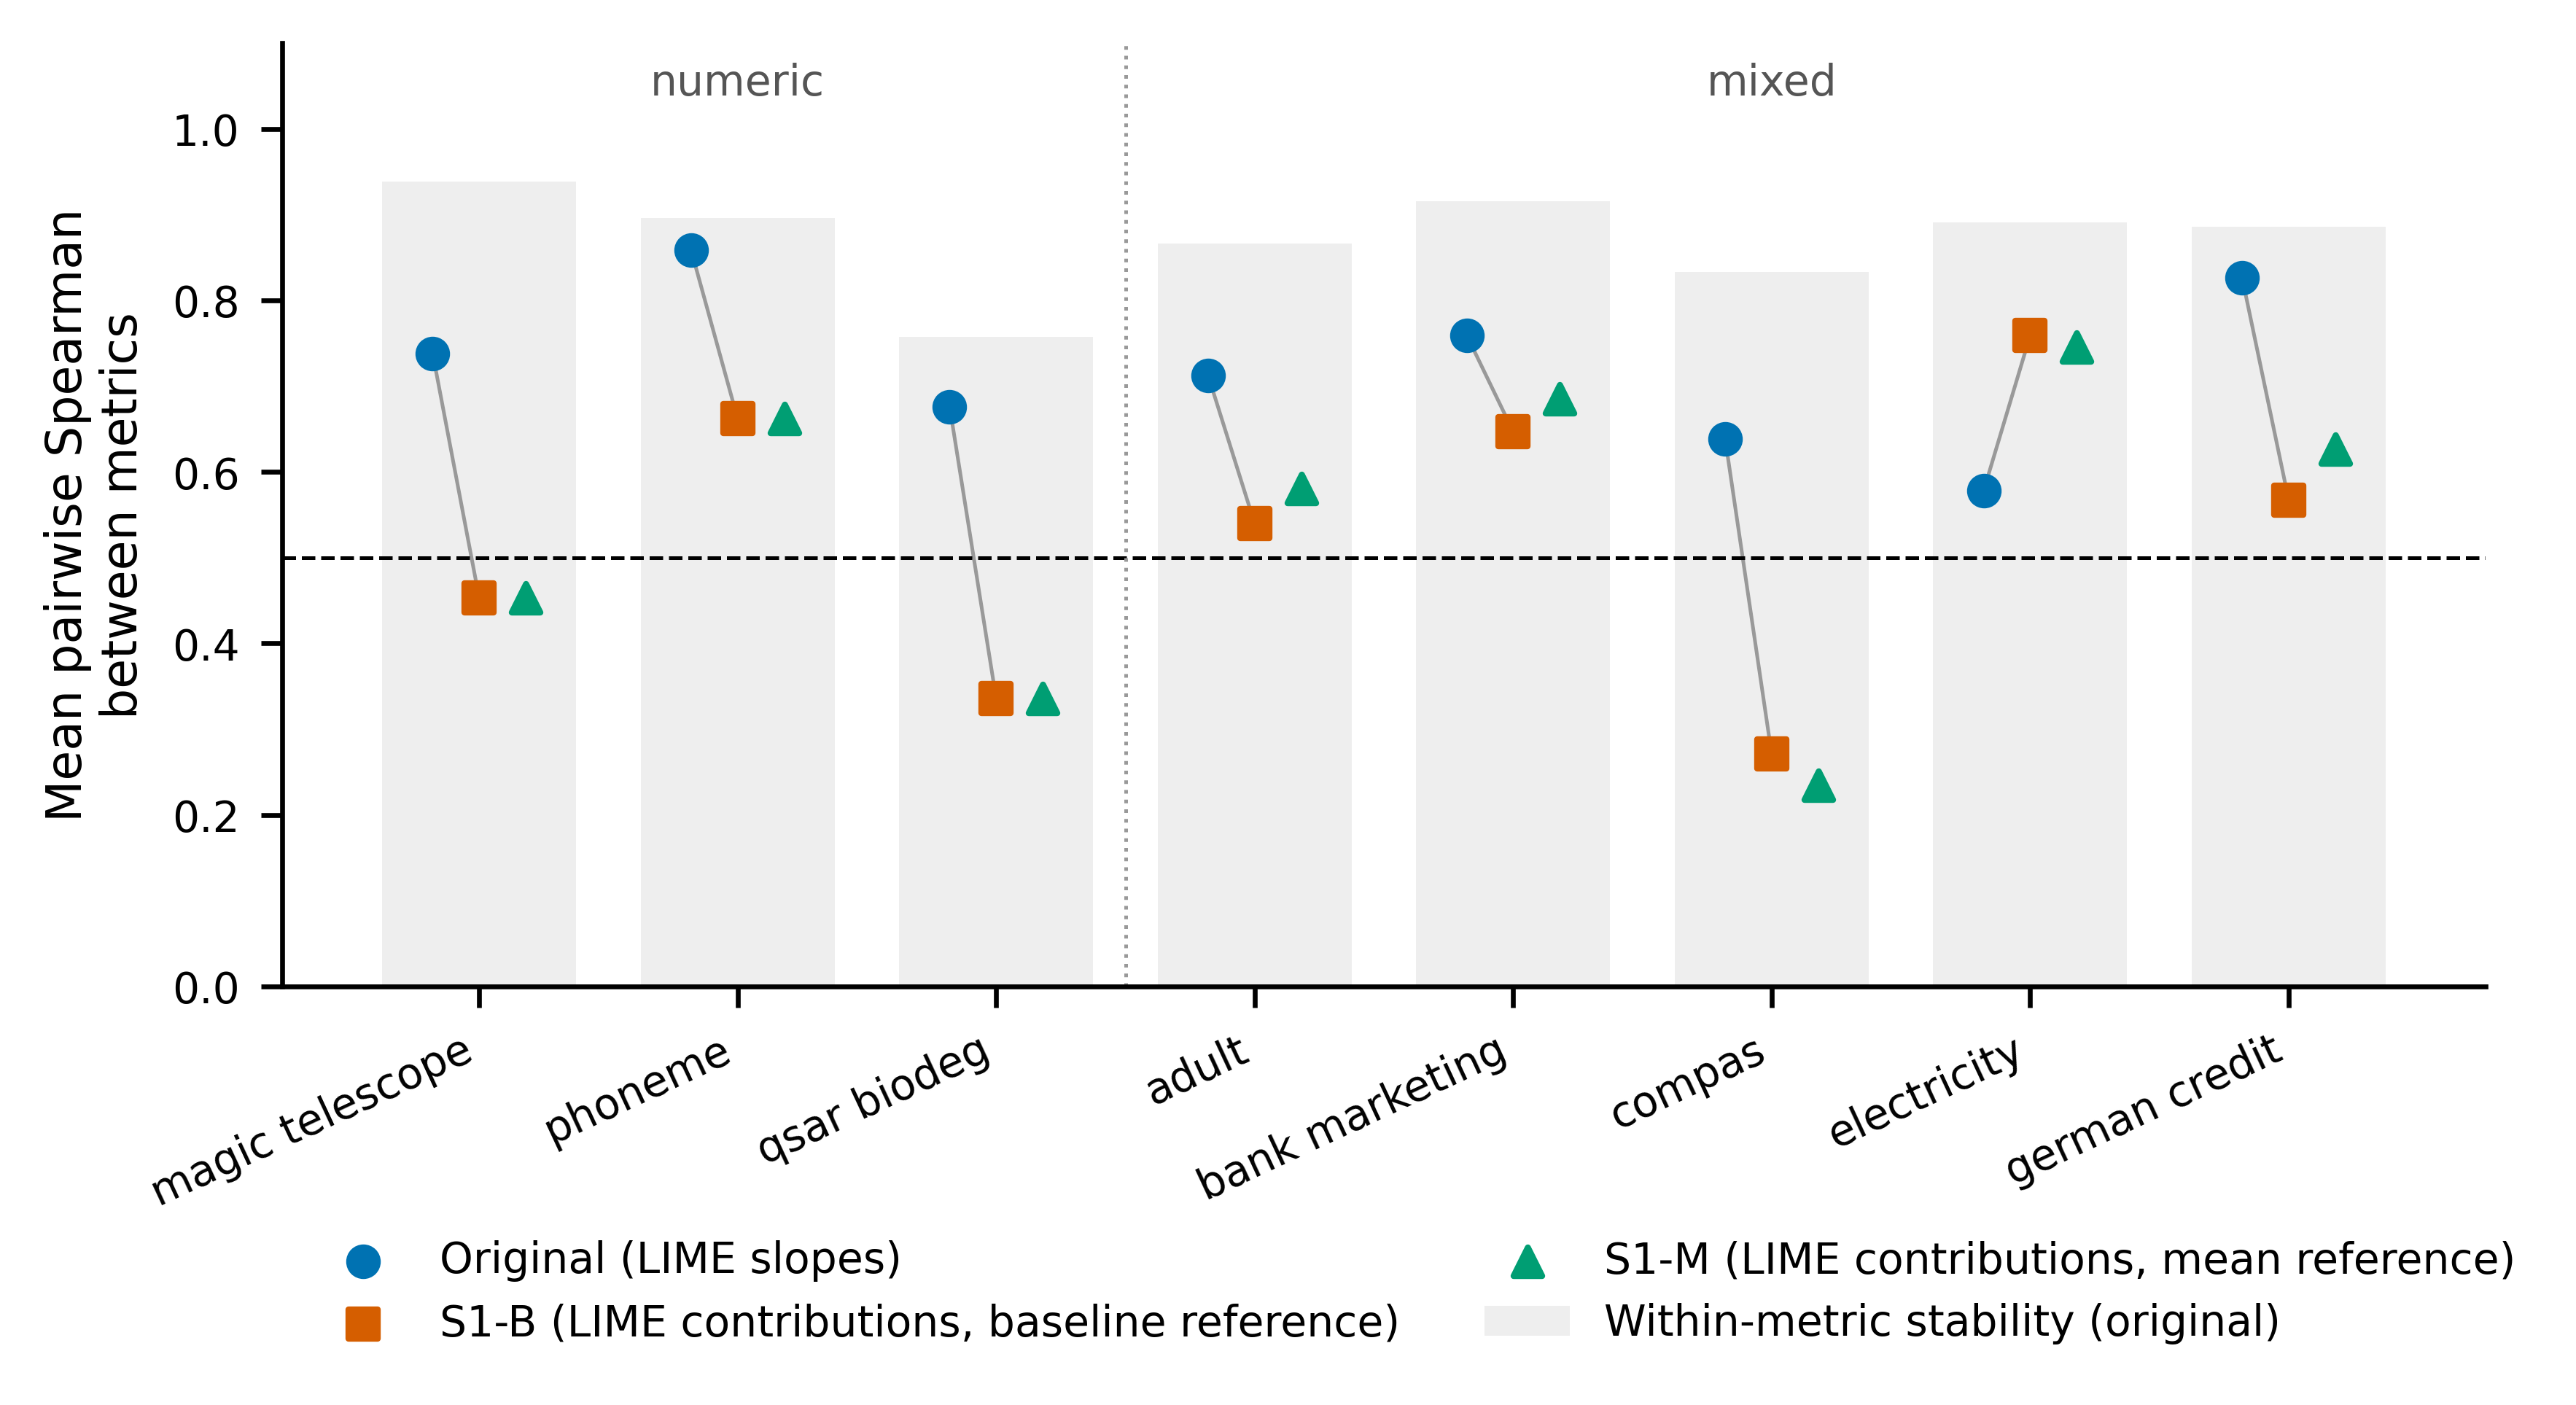 numeric
mixed
Mean pairwise Spearman
between metrics
1.0
0.8
0.6
0.4
0.2
0.0
magic telescope
phoneme
qsar biodeg
adult
bank marketing
compas
electricity
german credit
Original (LIME slopes)
S1-B (LIME contributions, baseline reference)
S1-M (LIME contributions, mean reference)
Within-metric stability (original)